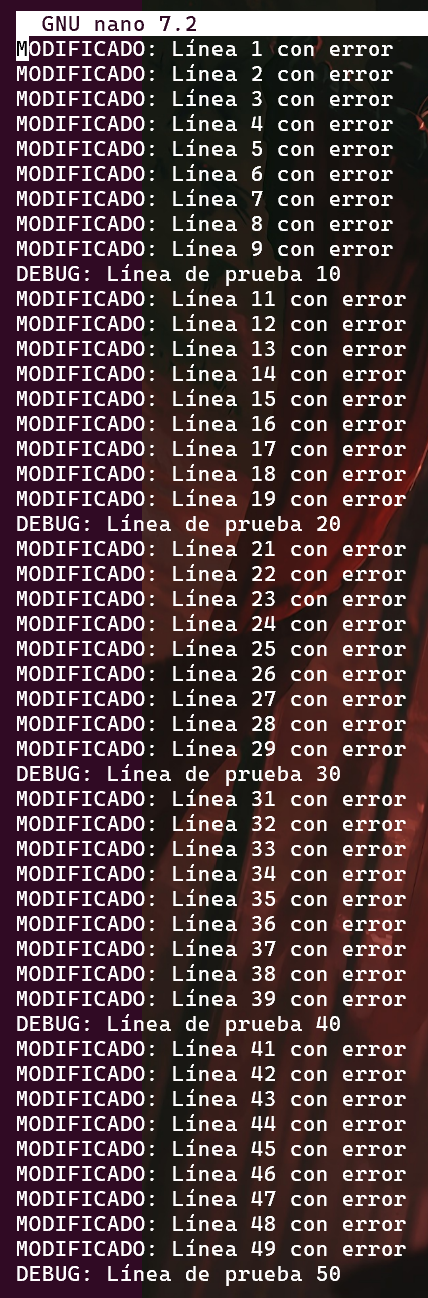 GNU nano 7.2
MODIFICADO: Línea 1 con error
MODIFICADO: Línea 2 con error
MODIFICADO: Línea 3 con error
MODIFICADO: Línea 4 con error
MODIFICADO: Línea 5 con error
MODIFICADO: Línea 6 con error
MODIFICADO: Línea 7 con error
MODIFICADO: Línea 8 con error
MODIFICADO: Línea 9 con error
DEBUG: Línea de prueba 10
MODIFICADO: Línea 11 con error
MODIFICADO: Línea 12 con error
MODIFICADO: Línea 13 con error
MODIFICADO: Línea 14 con error
MODIFICADO: Línea 15 con error
MODIFICADO: Línea 16 con error
MODIFICADO: Línea 17 con error
MODIFICADO: Línea 18 con error
MODIFICADO: Línea 19 con error
DEBUG: Línea de prueba 20
MODIFICADO: Línea 21 con error
MODIFICADO: Línea 22 con error
MODIFICADO: Línea 23 con error
MODIFICADO: Línea 24 con error
MODIFICADO: Línea 25 con error
MODIFICADO: Línea 26 con error
MODIFICADO: Línea 27 con error
MODIFICADO: Línea 28 con error
MODIFICADO: Línea 29 con error
DEBUG: Línea de prueba 30
MODIFICADO: Línea 31 con error
MODIFICADO: Línea 32 con error
MODIFICADO: Línea 33 con error
MODIFICADO: Línea 34 con error
MODIFICADO: Línea 35 con error
MODIFICADO: Línea 36 con error
MODIFICADO: Línea 37 con error
MODIFICADO: Línea 38 con error
MODIFICADO: Línea 39 con error
DEBUG: Línea de prueba 40
MODIFICADO: Línea 41 con error
MODIFICADO: Línea 42 con error
MODIFICADO: Línea 43 con error
MODIFICADO: Línea 44 con error
MODIFICADO: Línea 45 con error
MODIFICADO: Línea 46 con error
MODIFICADO: Línea 47 con error
MODIFICADO: Línea 48 con error
MODIFICADO: Línea 49 con error
DEBUG: Línea de prueba 50